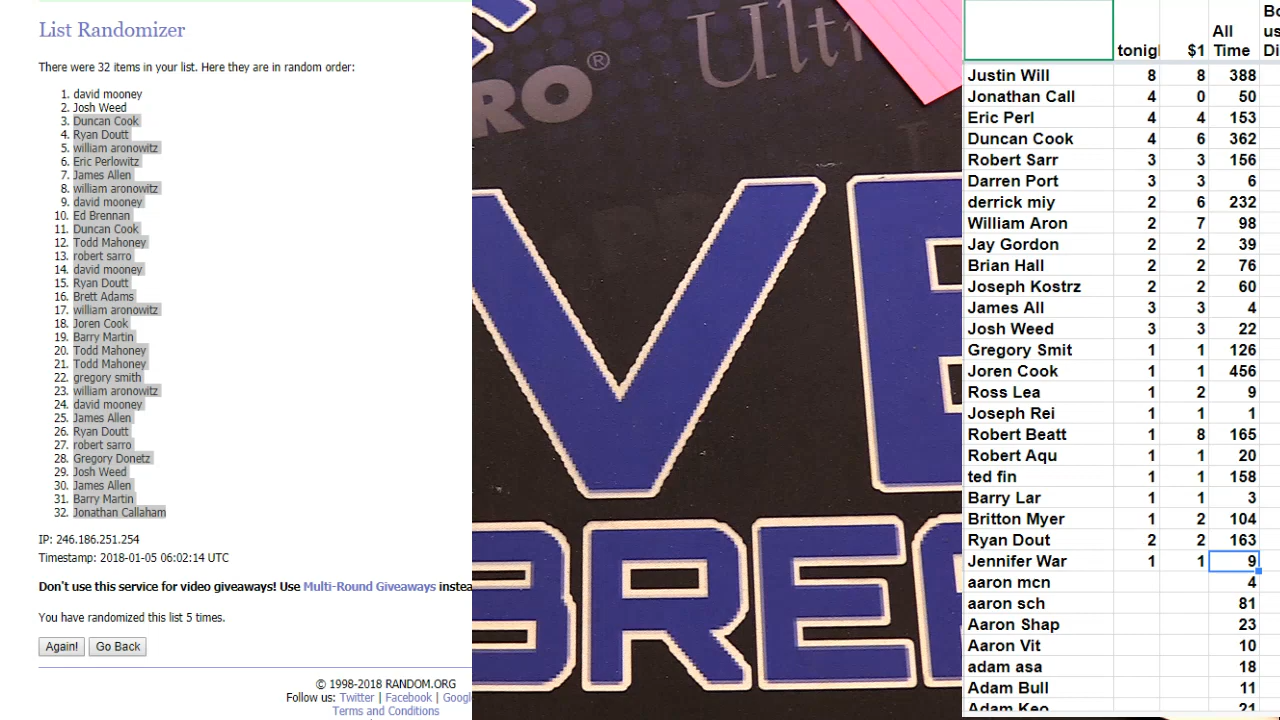 List Randomizer
There were 32 items in your list. Here they are in random order:
1. david mooney
2. Josh Weed
3. Duncan Cook
4. Ryan Doutt
5. william aronowitz
6. Eric Perlowitz
7. James Allen
8. william aronowitz
9. david mooney
10. Ed Brennan
11. Duncan Cook
12. Todd Mahoney
13. robert sarro
14. david mooney
15. Ryan Doutt
16. Brett Adams
17. william aronowitz
18. Joren Cook
19. Barry Martin
20. Todd Mahoney
21. Todd Mahoney
22. gregory smith
23. william aronowitz
24. david mooney
25. James Allen
26. Ryan Doutt
27. robert sarro
28. Gregory Donetz
29. Josh Weed
30. James Allen
31. Barry Martin
32. Jonathan Callaham
IP: 246.186.251.254
Timestamp: 2018-01-05 06:02:14 UTC
Don't use this service for video giveaways! Use Multi-Round Giveaways instea
You have randomized this list 5 times.
Again! Go Back
© 1998-2018 RANDOM.ORG
Follow us: Twitter | Facebook | Googl
Terms and Conditions
RO® Ult
VE
BRE
tonigl $1 All Time Bo us Di
Justin Will 8 8 388
Jonathan Call 4 0 50
Eric Perl 4 4 153
Duncan Cook 4 6 362
Robert Sarr 3 3 156
Darren Port 3 3 6
derrick miy 2 6 232
William Aron 2 7 98
Jay Gordon 2 2 39
Brian Hall 2 2 76
Joseph Kostrz 2 2 60
James All 3 3 4
Josh Weed 3 3 22
Gregory Smit 1 1 126
Joren Cook 1 1 456
Ross Lea 1 2 9
Joseph Rei 1 1 1
Robert Beatt 1 8 165
Robert Aqu 1 1 20
ted fin 1 1 158
Barry Lar 1 1 3
Britton Myer 1 2 104
Ryan Dout 2 2 163
Jennifer War 1 1 9
aaron mcn 4
aaron sch 81
Aaron Shap 23
Aaron Vit 10
adam asa 18
Adam Bull 11
Adam Keo 21